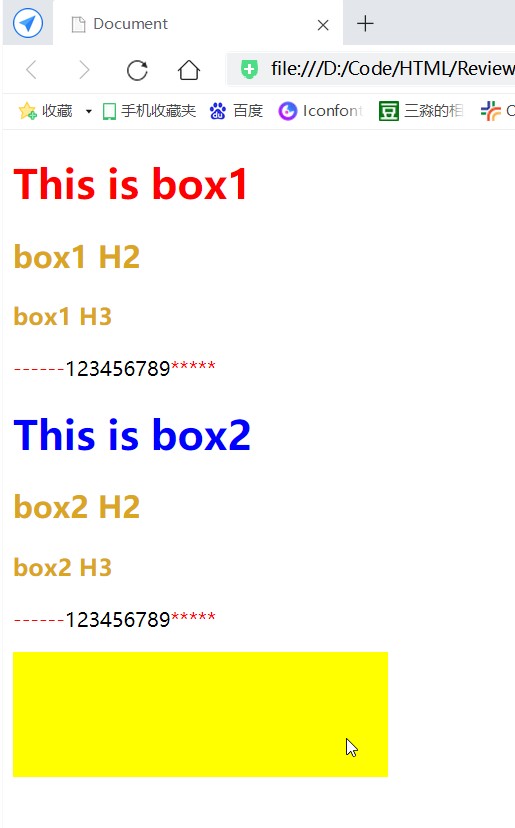 Document
file:///D:/Code/HTML/Review
收藏 手机收藏夹 百度 Iconfont 三淼的相
This is box1
box1 H2
box1 H3
------123456789*****
This is box2
box2 H2
box2 H3
------123456789*****